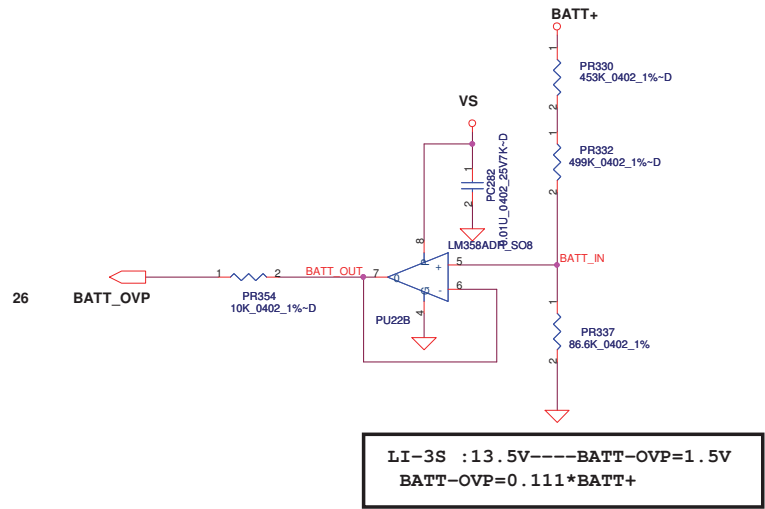 BATT+
1
PR330
453K_0402_1%~D
2
VS
1
PR332
499K_0402_1%~D
2
1
2
PC282
.01U_0402_25V7K~D
8
LM358ADR_SO8
5
BATT_IN
+
P
0
7
BATT_OUT
-
6
G
4
PU22B
1
2
PR354
10K_0402_1%~D
26
BATT_OVP
1
PR337
86.6K_0402_1%
2
LI-3S :13.5V----BATT-OVP=1.5V
BATT-OVP=0.111*BATT+